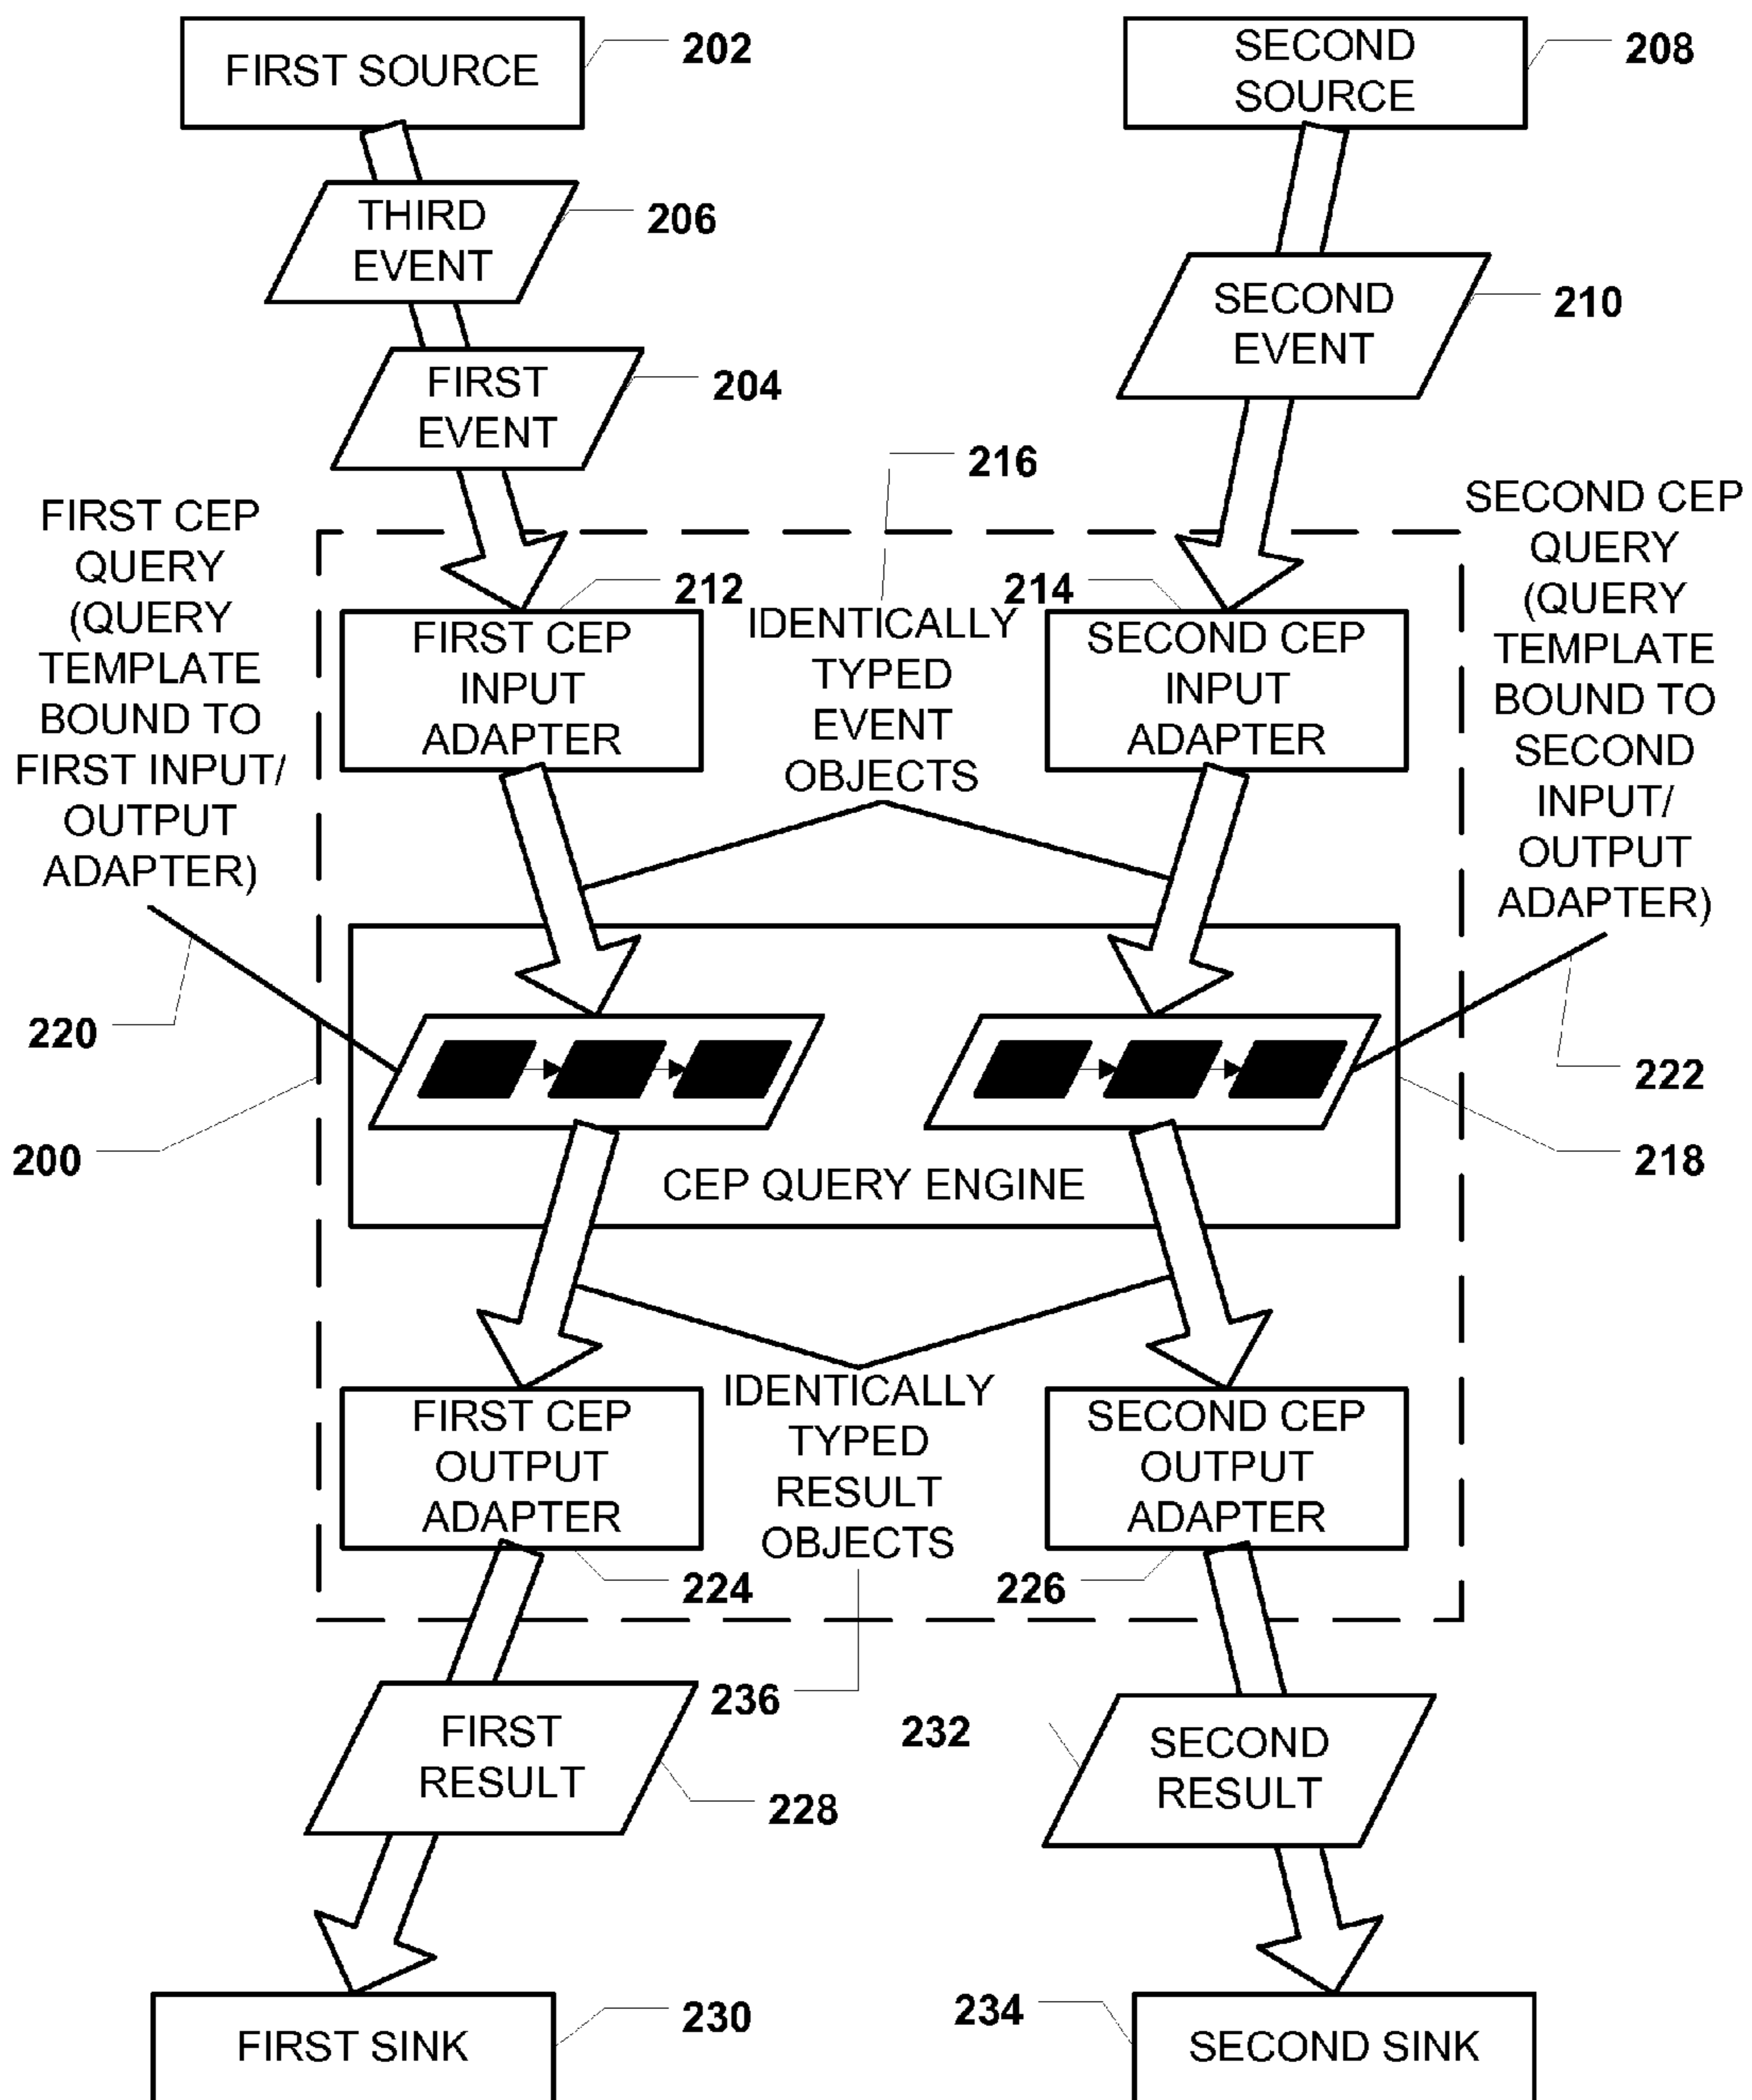 FIRST SOURCE
202
SECOND
SOURCE
208
THIRD
EVENT
206
SECOND
EVENT
210
FIRST
EVENT
204
216
FIRST CEP
QUERY
(QUERY
TEMPLATE
BOUND TO
FIRST INPUT/
OUTPUT
ADAPTER)
SECOND CEP
QUERY
(QUERY
TEMPLATE
BOUND TO
SECOND
INPUT/
OUTPUT
ADAPTER)
212
214
FIRST CEP
INPUT
ADAPTER
IDENTICALLY
TYPED
EVENT
OBJECTS
SECOND CEP
INPUT
ADAPTER
220
222
200
218
CEP QUERY ENGINE
FIRST CEP
OUTPUT
ADAPTER
IDENTICALLY
TYPED
RESULT
OBJECTS
SECOND CEP
OUTPUT
ADAPTER
224
226
236
FIRST
RESULT
228
232
SECOND
RESULT
FIRST SINK
230
234
SECOND SINK